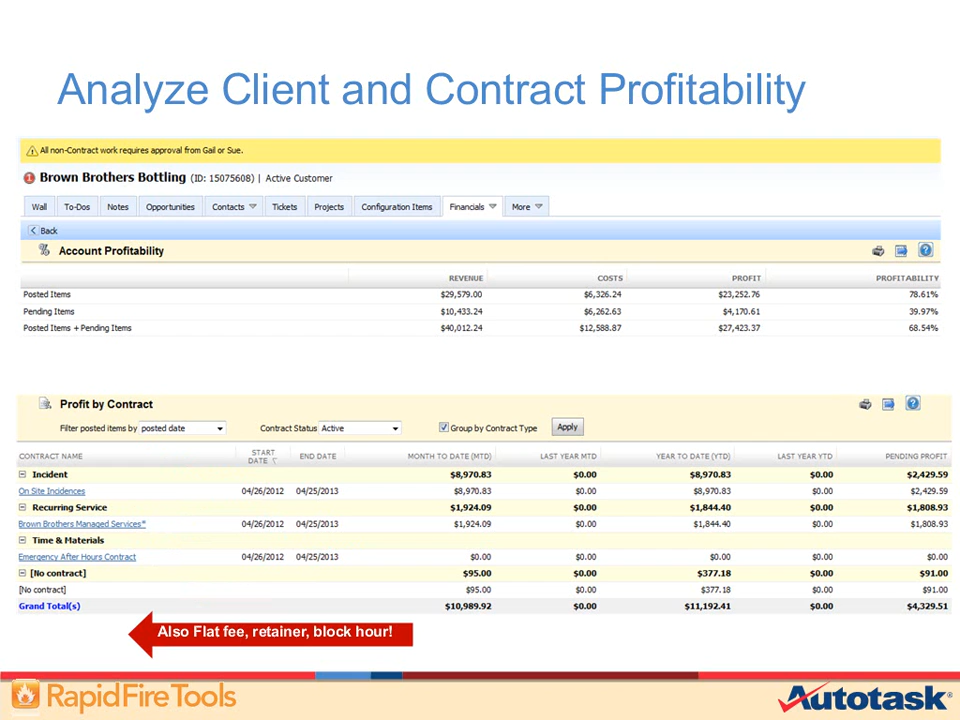 Analyze Client and Contract Profitability
All non-Contract work requires approval from Gail or Sue.
Brown Brothers Bottling (ID: 15075608) | Active Customer
Wall To-Dos Notes Opportunities Contacts Tickets Projects Configuration Items Financials More
Back
Account Profitability
REVENUE COSTS PROFIT PROFITABILITY
Posted Items $29,579.00 $6,326.24 $23,252.76 78.61%
Pending Items $10,433.24 $6,262.63 $4,170.61 39.97%
Posted Items + Pending Items $40,012.24 $12,588.87 $27,423.37 68.54%
Profit by Contract
Filter posted items by posted date Contract Status Active Group by Contract Type Apply
CONTRACT NAME START DATE END DATE MONTH TO DATE (MTD) LAST YEAR MTD YEAR TO DATE (YTD) LAST YEAR YTD PENDING PROFIT
Incident $8,970.83 $0.00 $8,970.83 $0.00 $2,429.59
On Site Incidences 04/26/2012 04/25/2013 $8,970.83 $0.00 $8,970.83 $0.00 $2,429.59
Recurring Service $1,924.09 $0.00 $1,844.40 $0.00 $1,808.93
Brown Brothers Managed Services* 04/26/2012 04/25/2013 $1,924.09 $0.00 $1,844.40 $0.00 $1,808.93
Time & Materials
Emergency After Hours Contract 04/26/2012 04/25/2013 $0.00 $0.00 $0.00 $0.00 $0.00
[No contract] $95.00 $0.00 $377.18 $0.00 $91.00
[No contract] $95.00 $0.00 $377.18 $0.00 $91.00
Grand Total(s) $10,989.92 $0.00 $11,192.41 $0.00 $4,329.51
Also Flat fee, retainer, block hour!
RapidFireTools
Autotask®